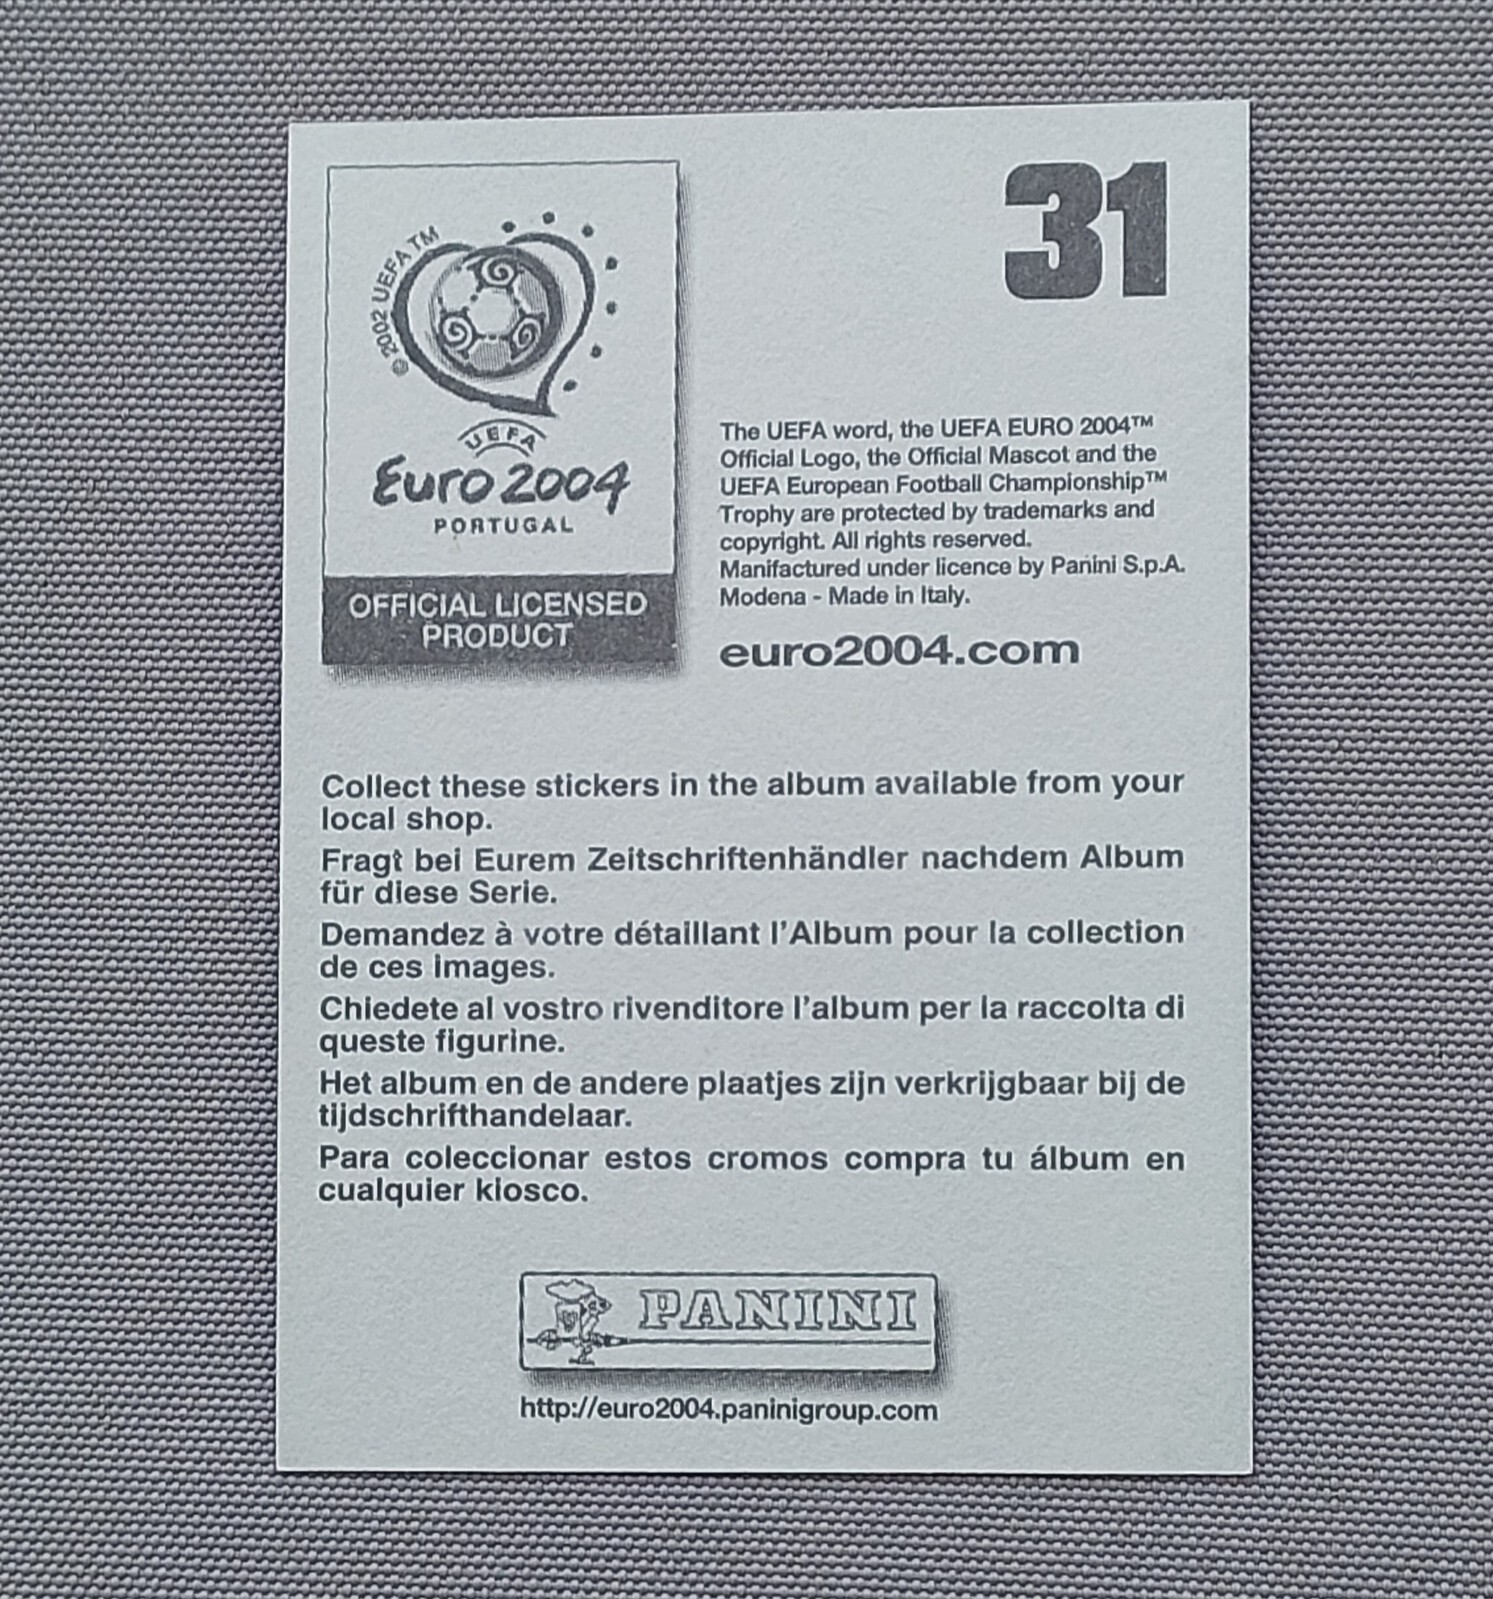 31
© 2002 UEFA TM
UEFA
Euro 2004
PORTUGAL
OFFICIAL LICENSED
PRODUCT
The UEFA word, the UEFA EURO 2004™
Official Logo, the Official Mascot and the
UEFA European Football Championship™
Trophy are protected by trademarks and
copyright. All rights reserved.
Manifactured under licence by Panini S.p.A.
Modena - Made in Italy.
euro2004.com
Collect these stickers in the album available from your
local shop.
Fragt bei Eurem Zeitschriftenhändler nachdem Album
für diese Serie.
Demandez à votre détaillant l'Album pour la collection
de ces images.
Chiedete al vostro rivenditore l'album per la raccolta di
queste figurine.
Het album en de andere plaatjes zijn verkrijgbaar bij de
tijdschrifthandelaar.
Para coleccionar estos cromos compra tu álbum en
cualquier kiosco.
PANINI
http://euro2004.paninigroup.com